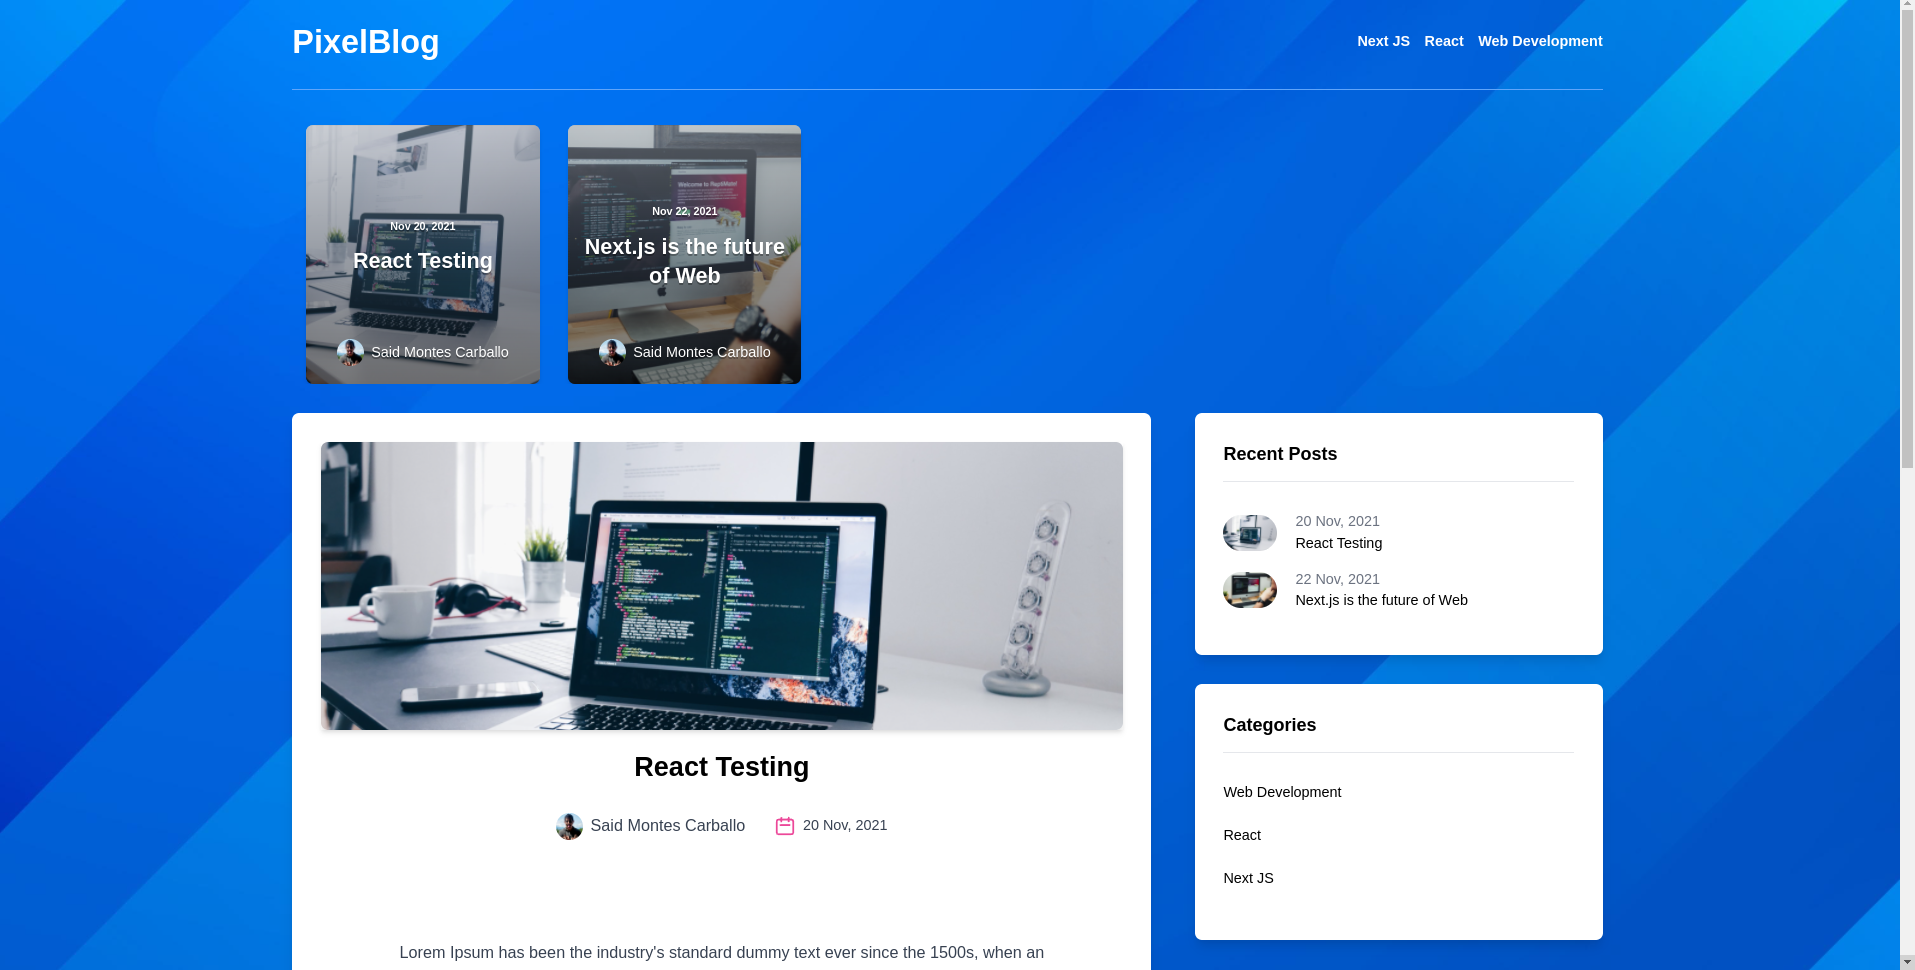 PixelBlog
Next JS React Web Development
Nov 20, 2021
React Testing
Said Montes Carballo
Nov 22, 2021
Next.js is the future
of Web
Said Montes Carballo
React Testing
Said Montes Carballo
20 Nov, 2021
Lorem Ipsum has been the industry's standard dummy text ever since the 1500s, when an
Recent Posts
20 Nov, 2021
React Testing
22 Nov, 2021
Next.js is the future of Web
Categories
Web Development
React
Next JS